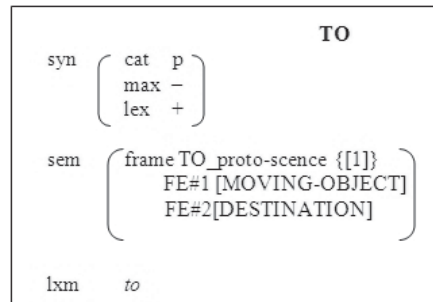 TO
syn cat p
max –
lex +
sem frame TO_proto-scence {[1]}
FE#1 [MOVING-OBJECT]
FE#2[DESTINATION]
lxm to